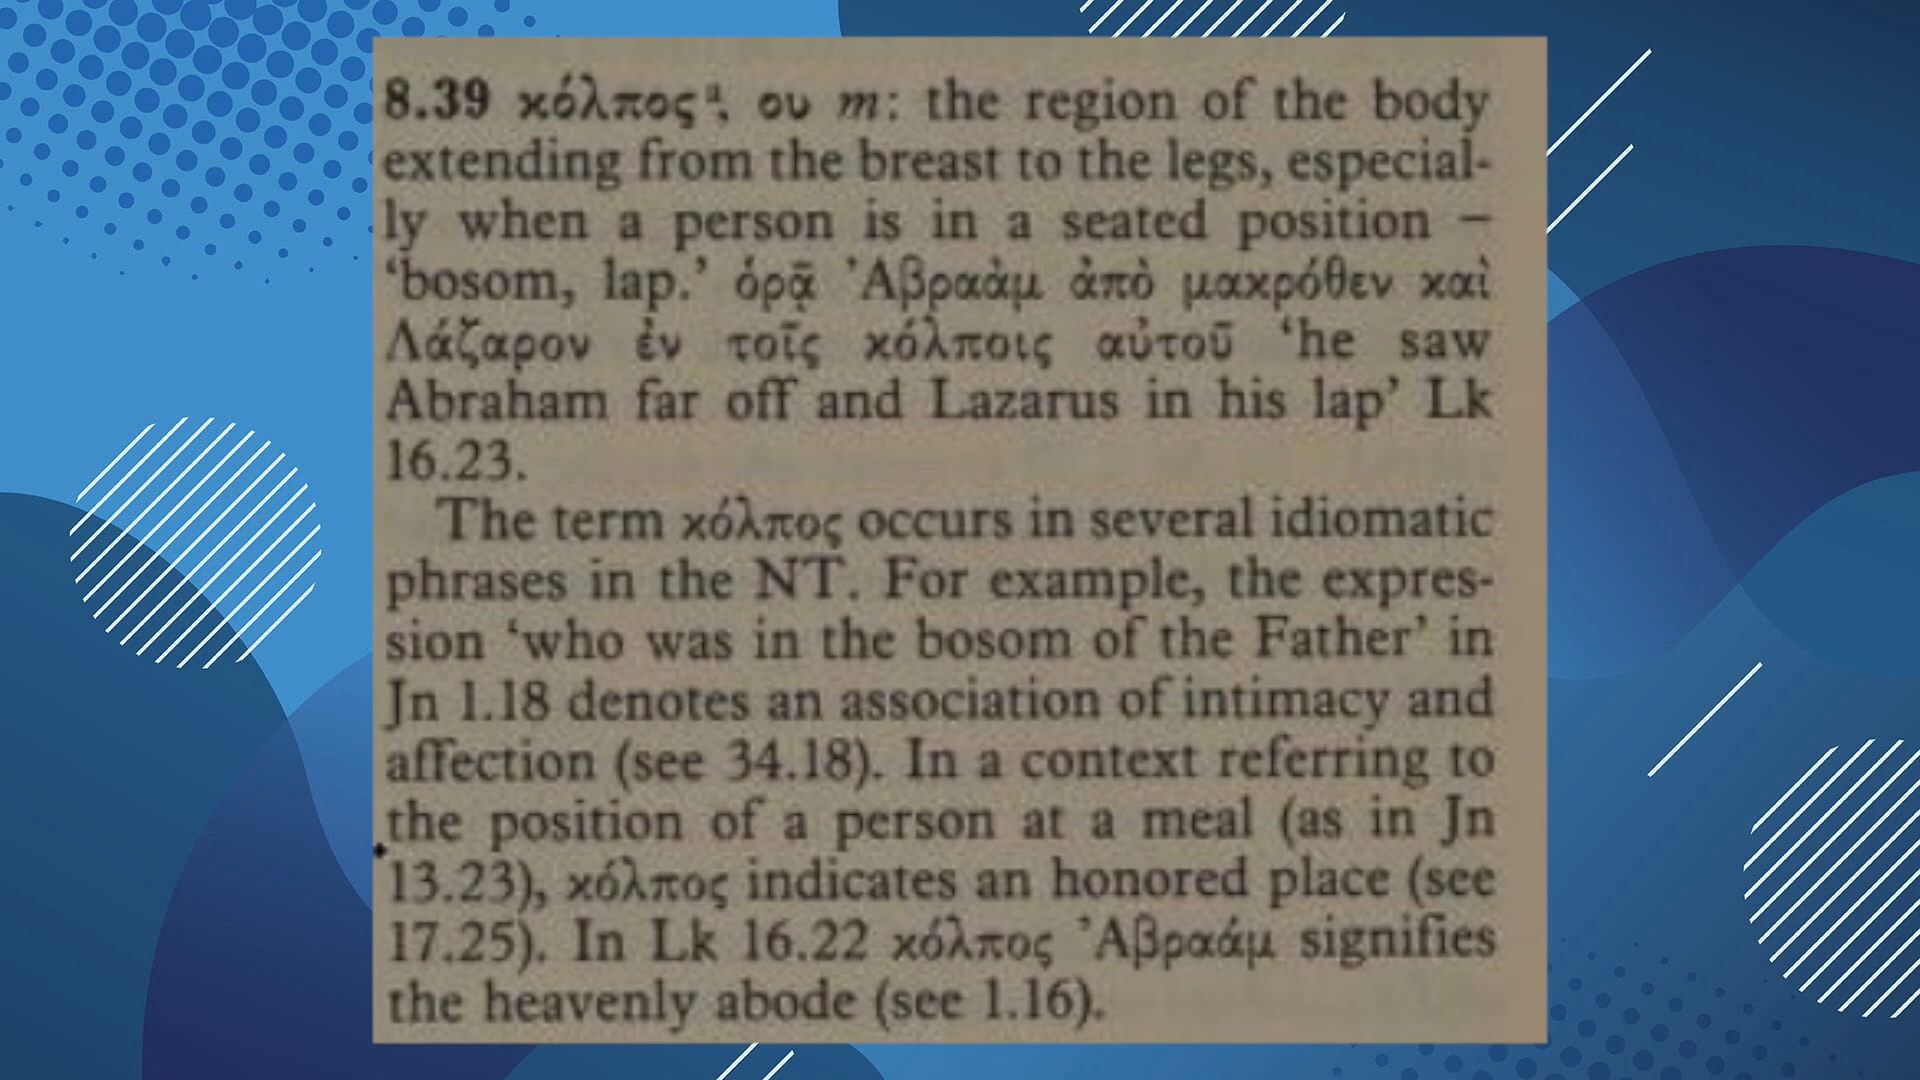 8.39 κόλπος¹, ου m: the region of the body
extending from the breast to the legs, especial-
ly when a person is in a seated position –
‘bosom, lap.’ ὁρᾷ Ἀβραὰμ ἀπὸ μακρόθεν καὶ
Λάζαρον ἐν τοῖς κόλποις αὐτοῦ ‘he saw
Abraham far off and Lazarus in his lap’ Lk
16.23.
The term κόλπος occurs in several idiomatic
phrases in the NT. For example, the expres-
sion ‘who was in the bosom of the Father’ in
Jn 1.18 denotes an association of intimacy and
affection (see 34.18). In a context referring to
the position of a person at a meal (as in Jn
13.23), κόλπος indicates an honored place (see
17.25). In Lk 16.22 κόλπος Ἀβραάμ signifies
the heavenly abode (see 1.16).